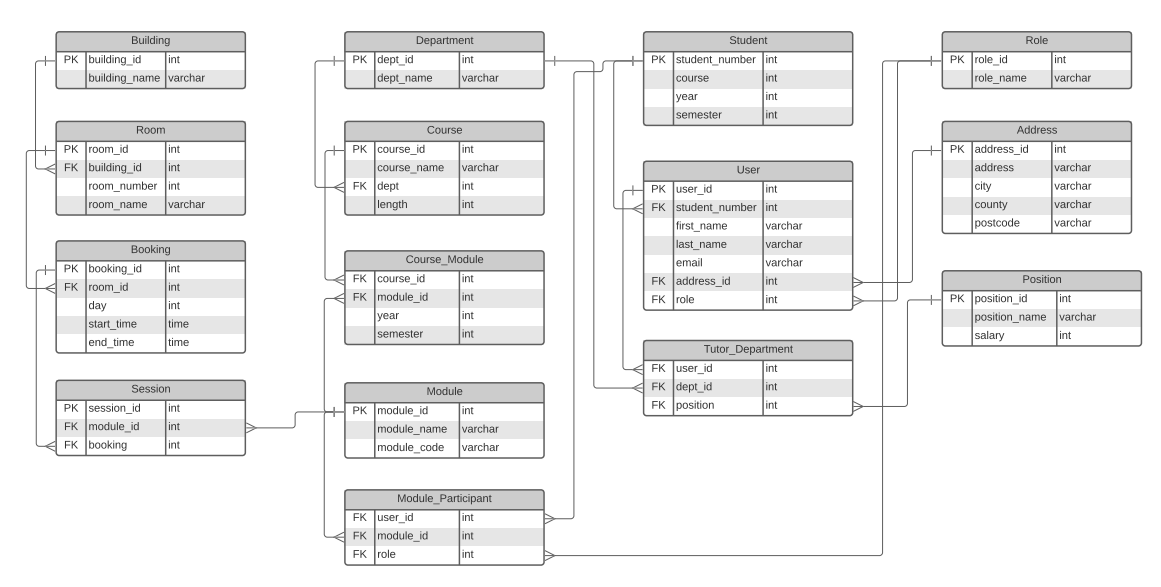 Building
PK building_id int
building_name varchar
Room
PK room_id int
FK building_id int
room_number int
room_name varchar
Booking
PK booking_id int
FK room_id int
day int
start_time time
end_time time
Session
PK session_id int
FK module_id int
FK booking int
Department
PK dept_id int
dept_name varchar
Course
PK course_id int
course_name varchar
FK dept int
length int
Course_Module
FK course_id int
FK module_id int
year int
semester int
Module
PK module_id int
module_name varchar
module_code varchar
Module_Participant
FK user_id int
FK module_id int
FK role int
Student
PK student_number int
course int
year int
semester int
User
PK user_id int
FK student_number int
first_name varchar
last_name varchar
email varchar
FK address_id int
FK role int
Tutor_Department
FK user_id int
FK dept_id int
FK position int
Role
PK role_id int
role_name varchar
Address
PK address_id int
address varchar
city varchar
county varchar
postcode varchar
Position
PK position_id int
position_name varchar
salary int